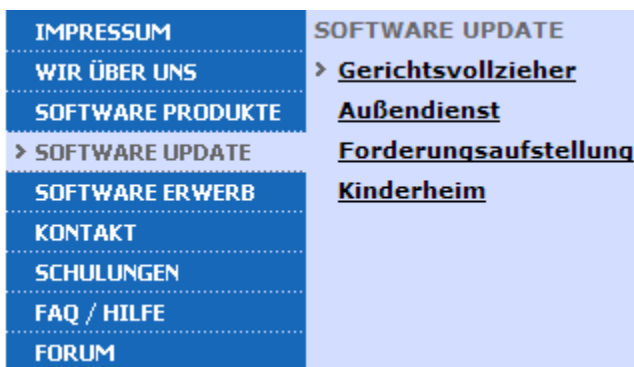 IMPRESSUM
WIR ÜBER UNS
SOFTWARE PRODUKTE
> SOFTWARE UPDATE
SOFTWARE ERWERB
KONTAKT
SCHULUNGEN
FAQ / HILFE
FORUM
SOFTWARE UPDATE
> Gerichtsvollzieher
Außendienst
Forderungsaufstellung
Kinderheim